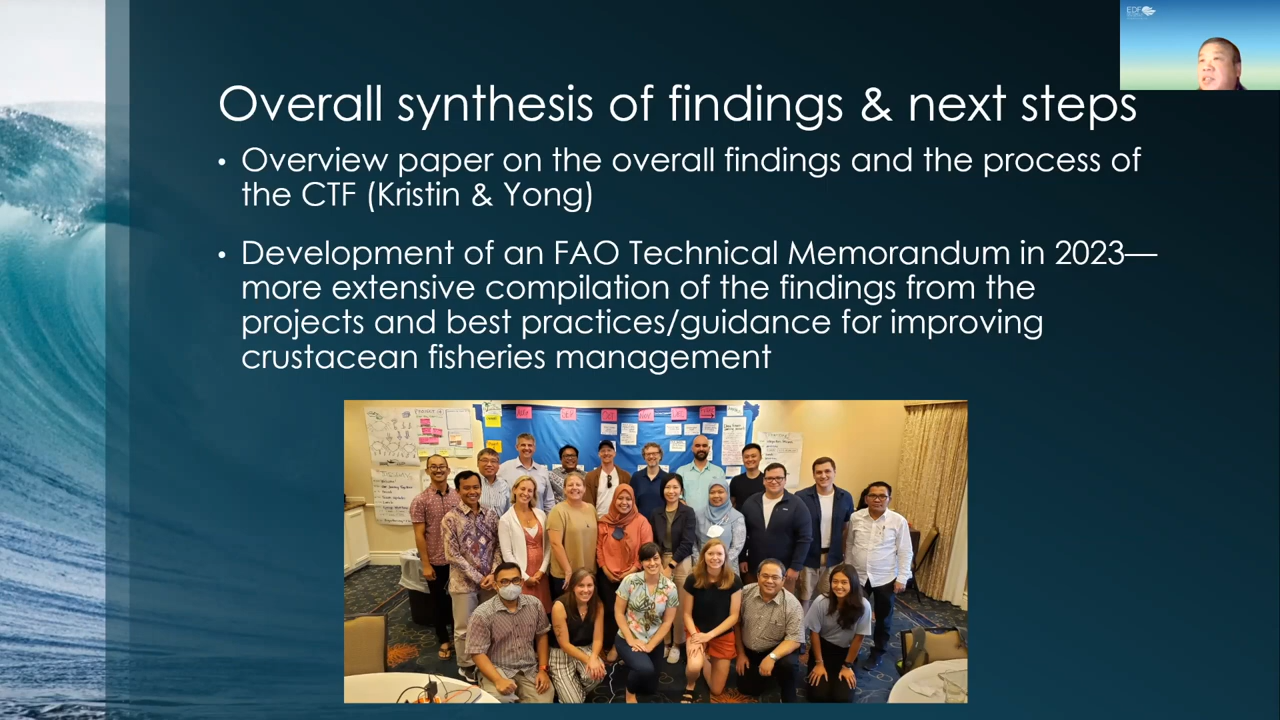 EDF
Overall synthesis of findings & next steps
• Overview paper on the overall findings and the process of
the CTF (Kristin & Yong)
• Development of an FAO Technical Memorandum in 2023—
more extensive compilation of the findings from the
projects and best practices/guidance for improving
crustacean fisheries management